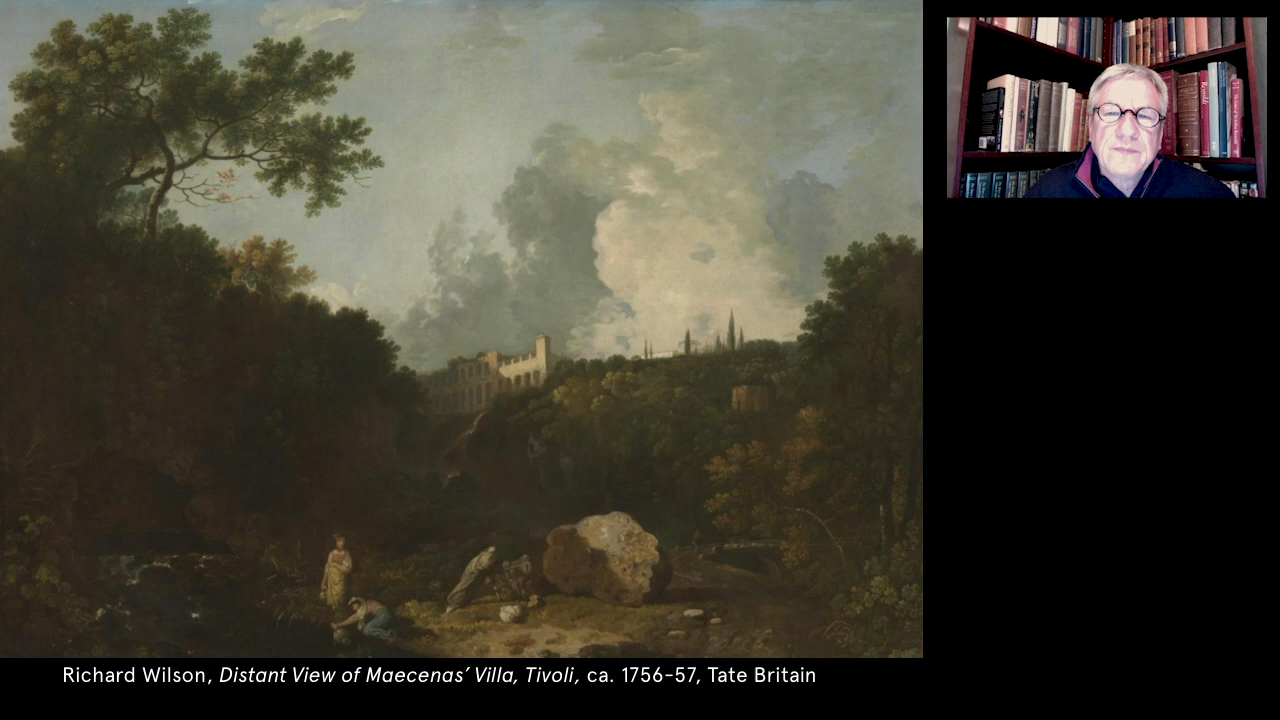 Richard Wilson, Distant View of Maecenas’ Villa, Tivoli, ca. 1756-57, Tate Britain